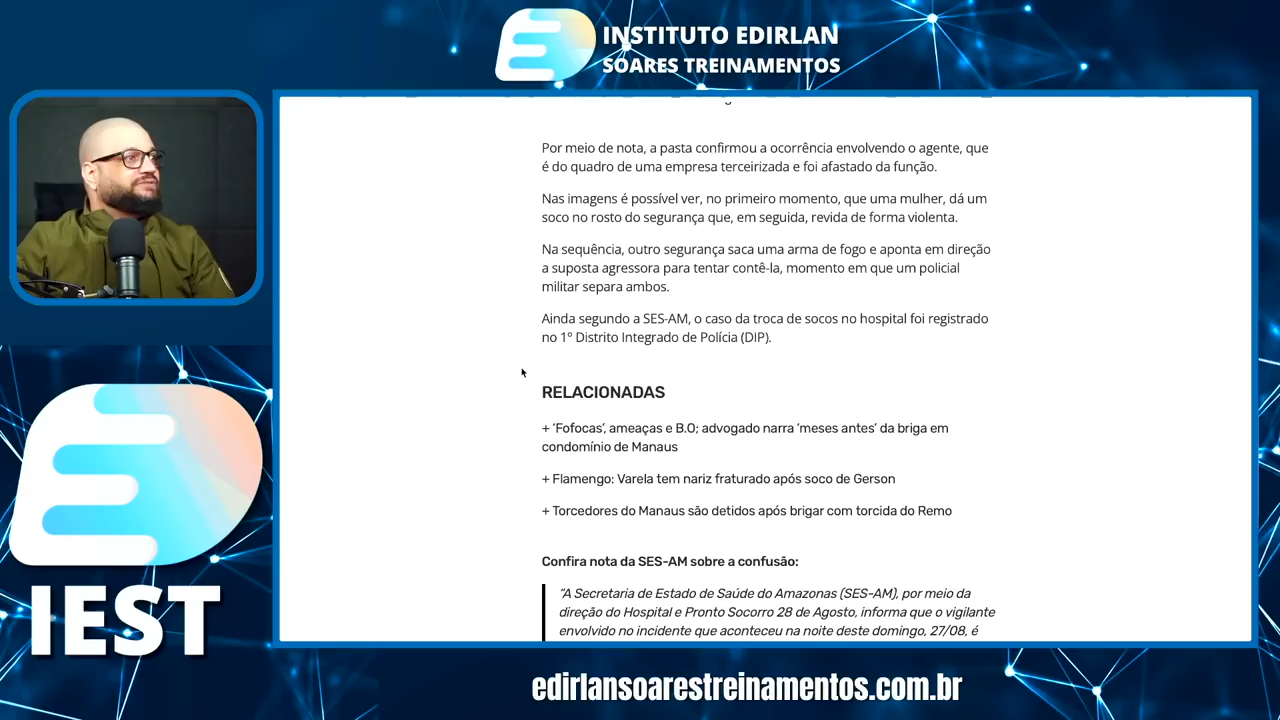 INSTITUTO EDIRLAN
SOARES TREINAMENTOS
Por meio de nota, a pasta confirmou a ocorrência envolvendo o agente, que
é do quadro de uma empresa terceirizada e foi afastado da função.
Nas imagens é possível ver, no primeiro momento, que uma mulher, dá um
soco no rosto do segurança que, em seguida, revida de forma violenta.
Na sequência, outro segurança saca uma arma de fogo e aponta em direção
a suposta agressora para tentar contê-la, momento em que um policial
militar separa ambos.
Ainda segundo a SES-AM, o caso da troca de socos no hospital foi registrado
no 1º Distrito Integrado de Polícia (DIP).
RELACIONADAS
+ ‘Fofocas’, ameaças e B.O; advogado narra ‘meses antes’ da briga em
condomínio de Manaus
+ Flamengo: Varela tem nariz fraturado após soco de Gerson
+ Torcedores do Manaus são detidos após brigar com torcida do Remo
Confira nota da SES-AM sobre a confusão:
“A Secretaria de Estado de Saúde do Amazonas (SES-AM), por meio da
direção do Hospital e Pronto Socorro 28 de Agosto, informa que o vigilante
envolvido no incidente que aconteceu na noite deste domingo, 27/08, é
IEST
edirlansoarestreinamentos.com.br